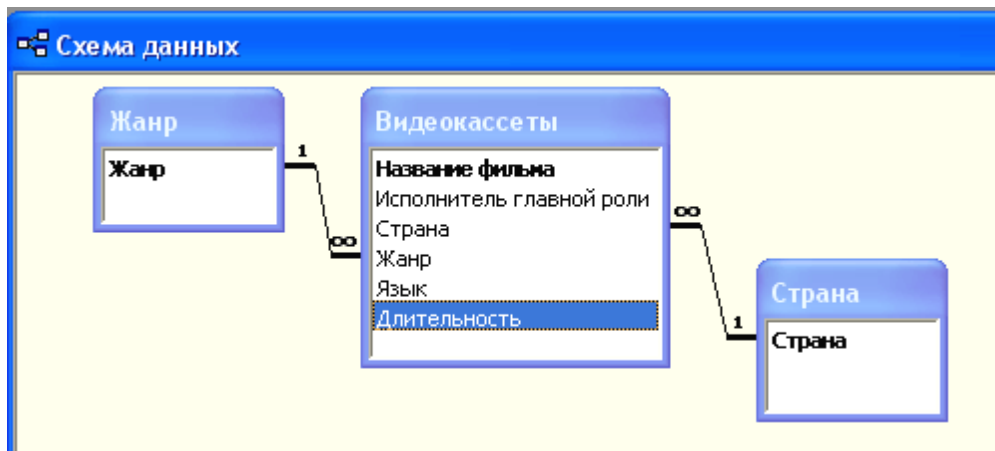 Схема данных
Жанр
Жанр
1
∞
Видеокассеты
Название фильма
Исполнитель главной роли
Страна
Жанр
Язык
Длительность
∞
1
Страна
Страна